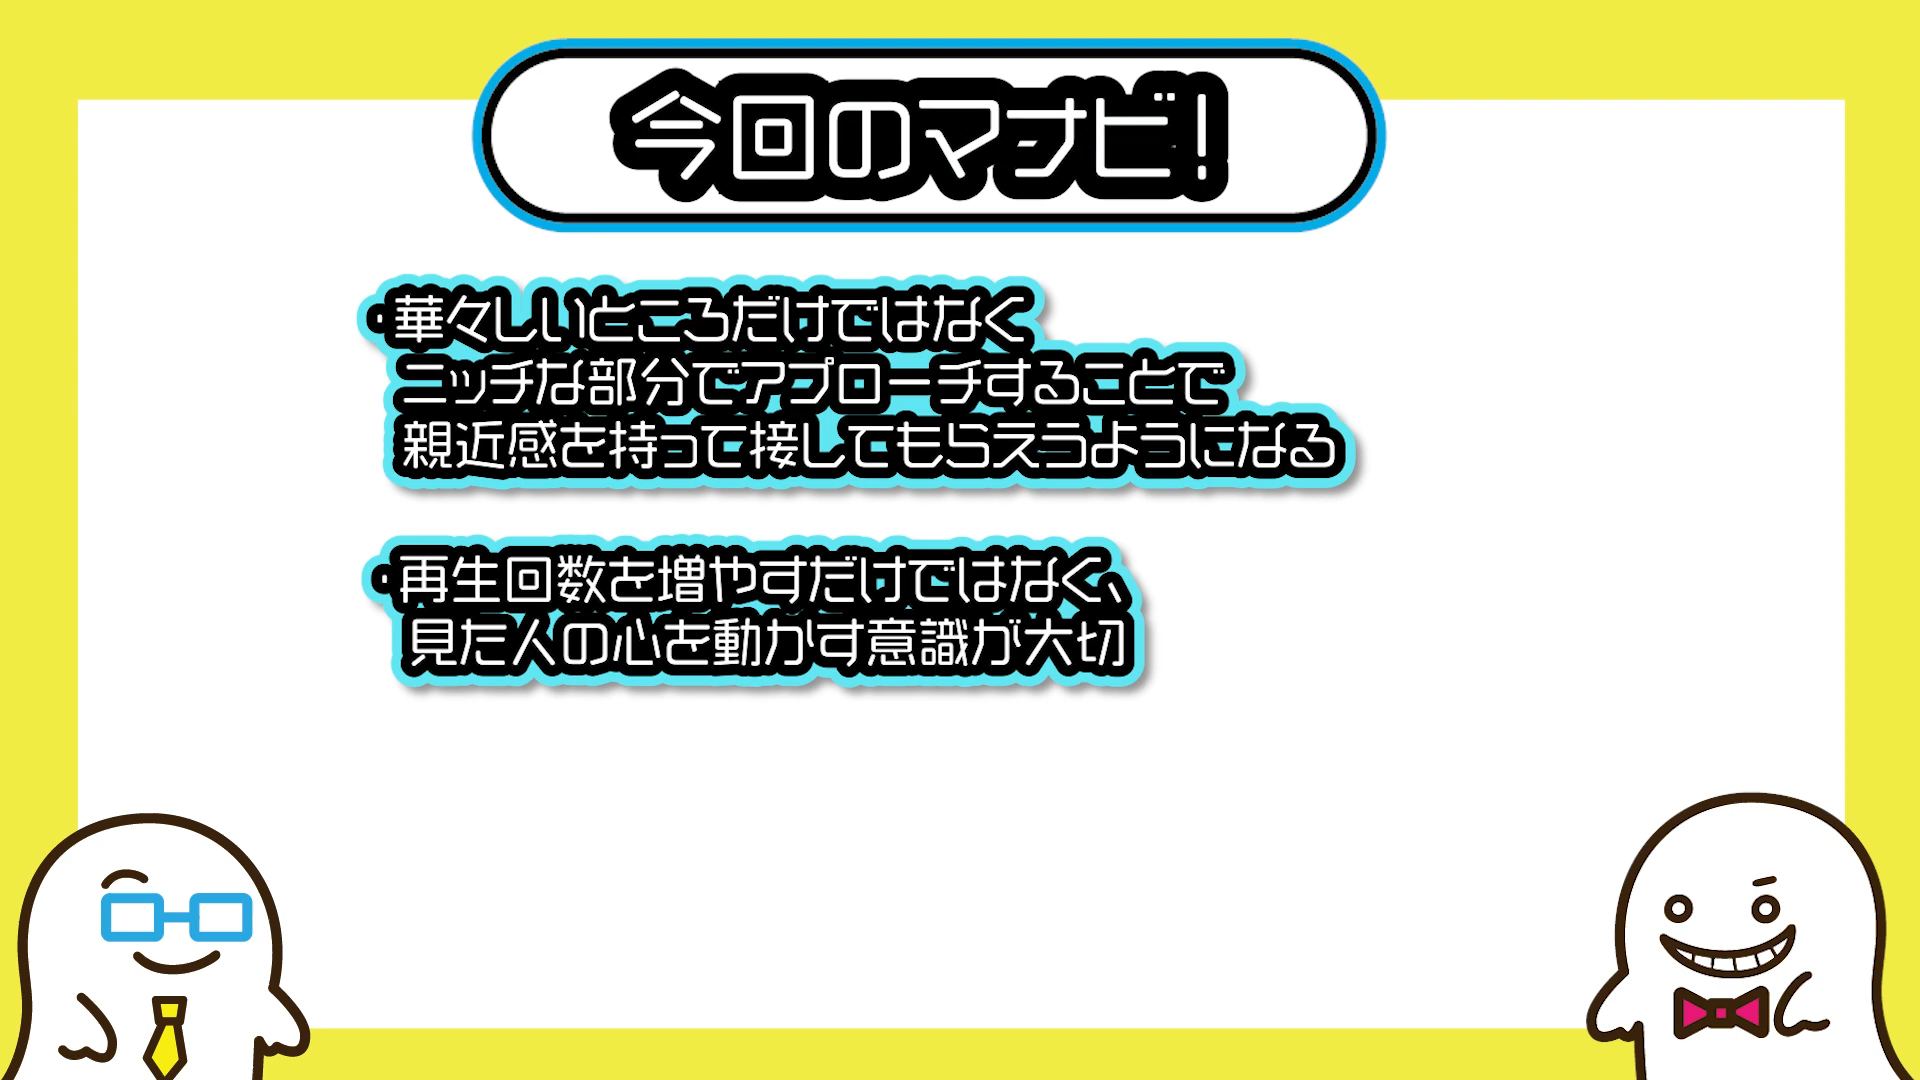 今回のマナビ！
・華々しいところだけではなく
ニッチな部分でアプローチすることで
親近感を持って接してもらえるようになる
・再生回数を増やすだけではなく、
見た人の心を動かす意識が大切